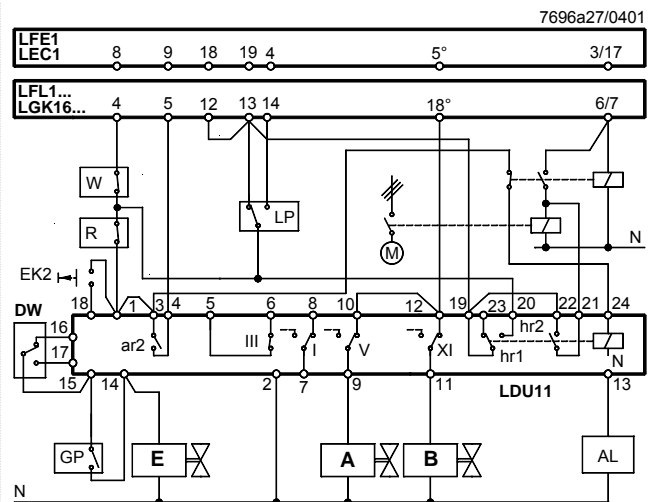 7696a27/0401
LFE1
LEC1
8 9 18 19 4 5° 3/17
LFL1...
LGK16...
4 5 12 13 14 18° 6/7
W
R
LP
M
N
EK2
18 1 3 4 5 6 8 10 12 19 23 20 22 21 24
DW
16
17
ar2 III I V XI hr1 hr2 N
15 14 2 7 9 11 13
LDU11
GP E A B AL
N